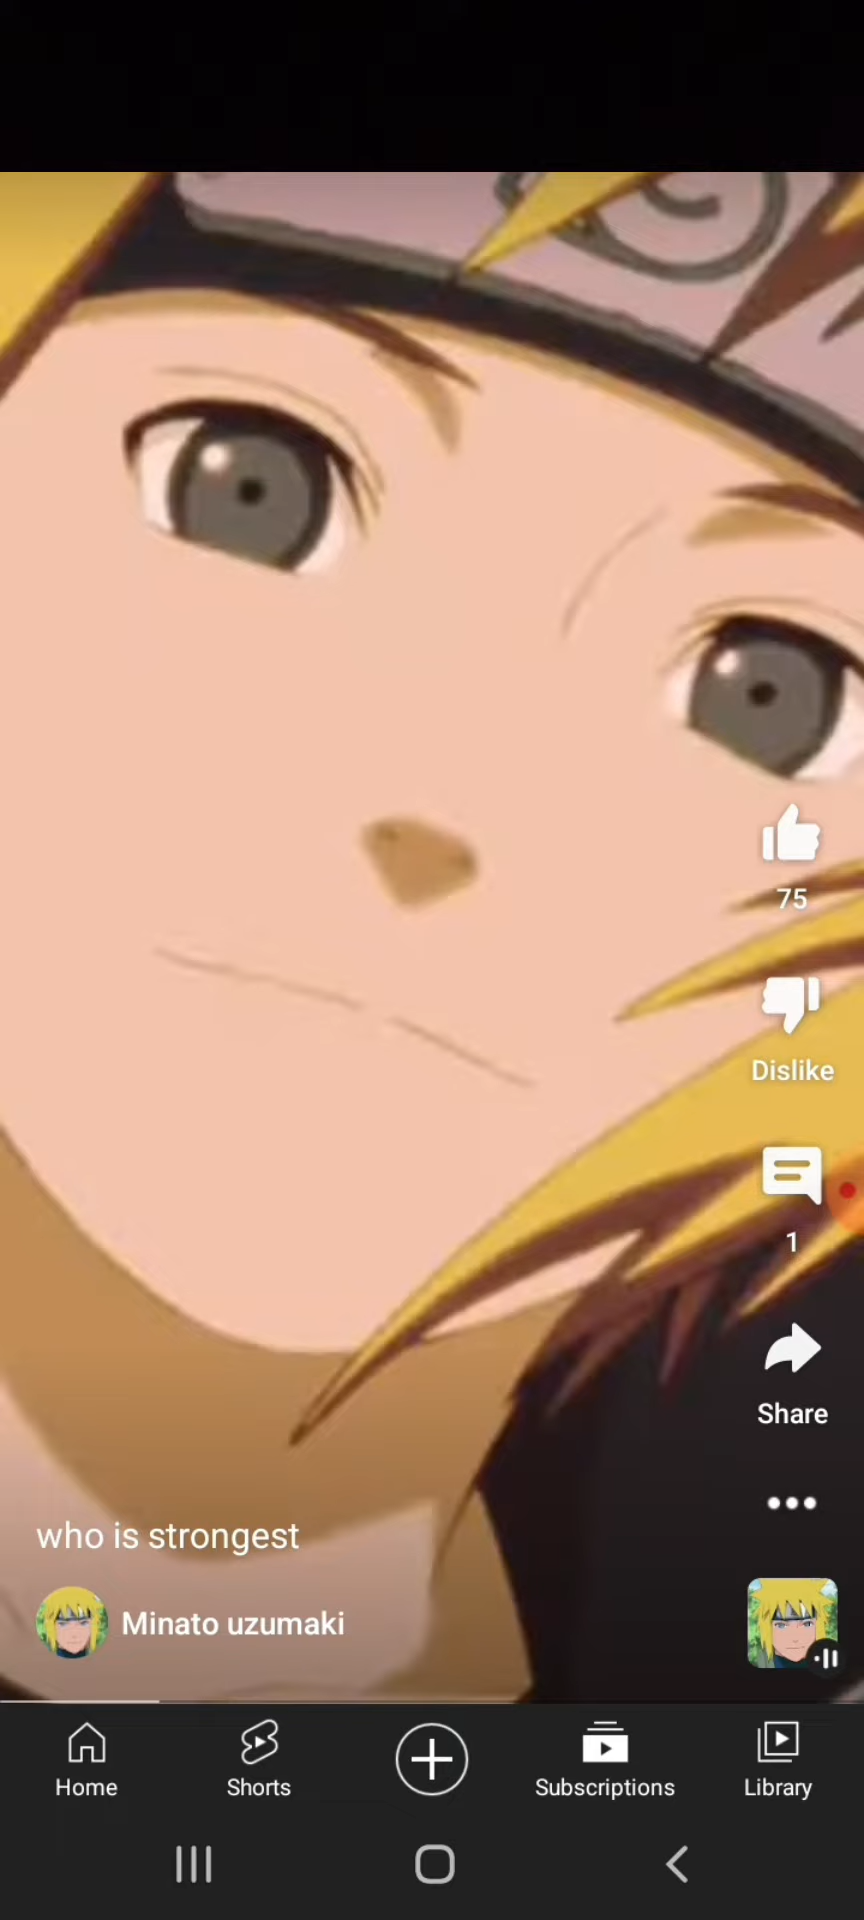 75
Dislike
1
Share
who is strongest
Minato uzumaki
Home
Shorts
Subscriptions
Library